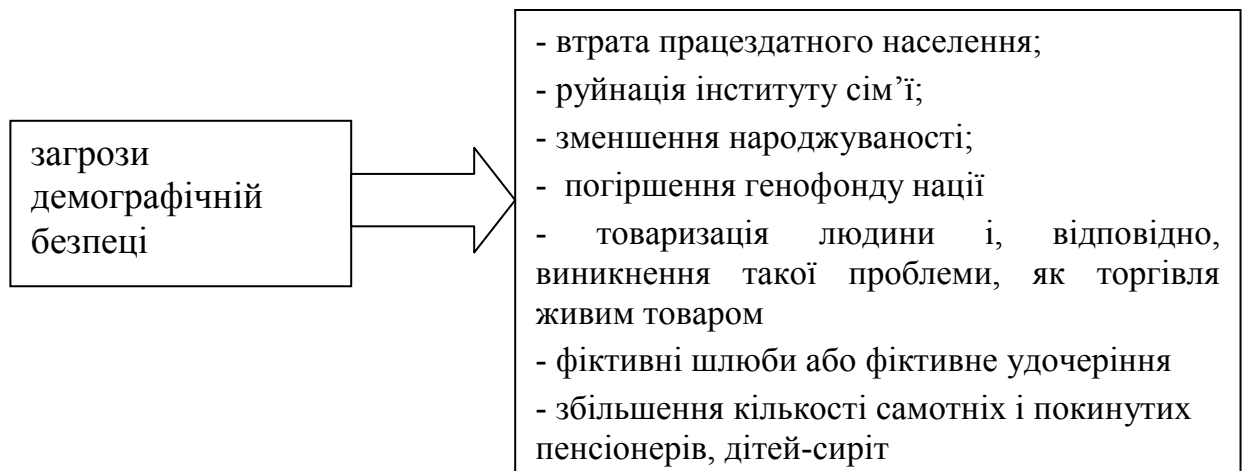 загрози
демографічній
безпеці
- втрата працездатного населення;
- руйнація інституту сім’ї;
- зменшення народжуваності;
- погіршення генофонду нації
- товаризація людини і, відповідно,
виникнення такої проблеми, як торгівля
живим товаром
- фіктивні шлюби або фіктивне удочеріння
- збільшення кількості самотніх і покинутих
пенсіонерів, дітей-сиріт